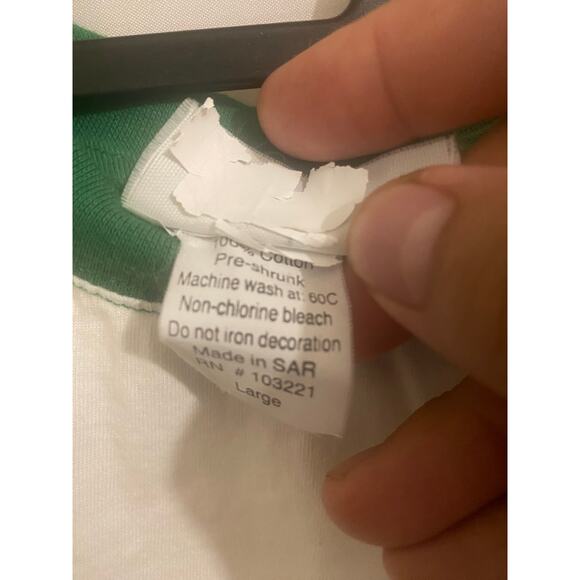 100% Cotton
Pre-shrunk
Machine wash at: 60C
Non-chlorine bleach
Do not iron decoration
Made in SAR
RN # 103221
Large